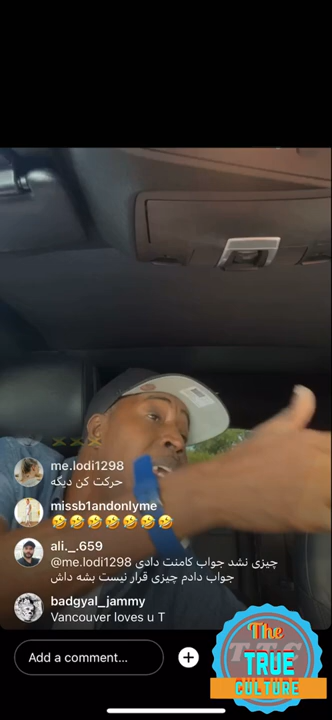 me.lodi1298
حرکت کن دیگه
missb1andonlyme
ali._.659
@me.lodi1298 چیزی نشد جواب کامنت دادی
جواب دادم چیزی قرار نیست بشه داش
badgyal_jammy
Vancouver loves u T
Add a comment...
The
TRUE
CULTURE